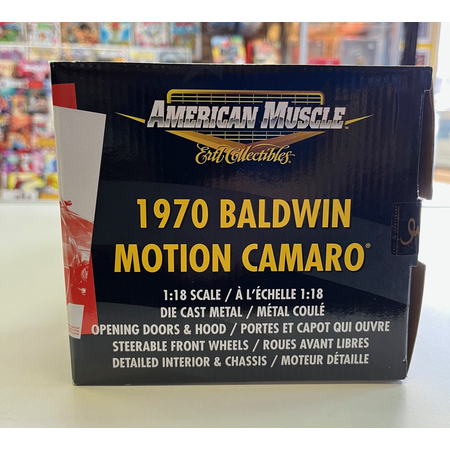 AMERICAN MUSCLE
Ertl Collectibles
1970 BALDWIN
MOTION CAMARO®
1:18 SCALE / À L'ÉCHELLE 1:18
DIE CAST METAL / MÉTAL COULÉ
OPENING DOORS & HOOD / PORTES ET CAPOT QUI OUVRE
STEERABLE FRONT WHEELS / ROUES AVANT LIBRES
DETAILED INTERIOR & CHASSIS / MOTEUR DÉTAILLE